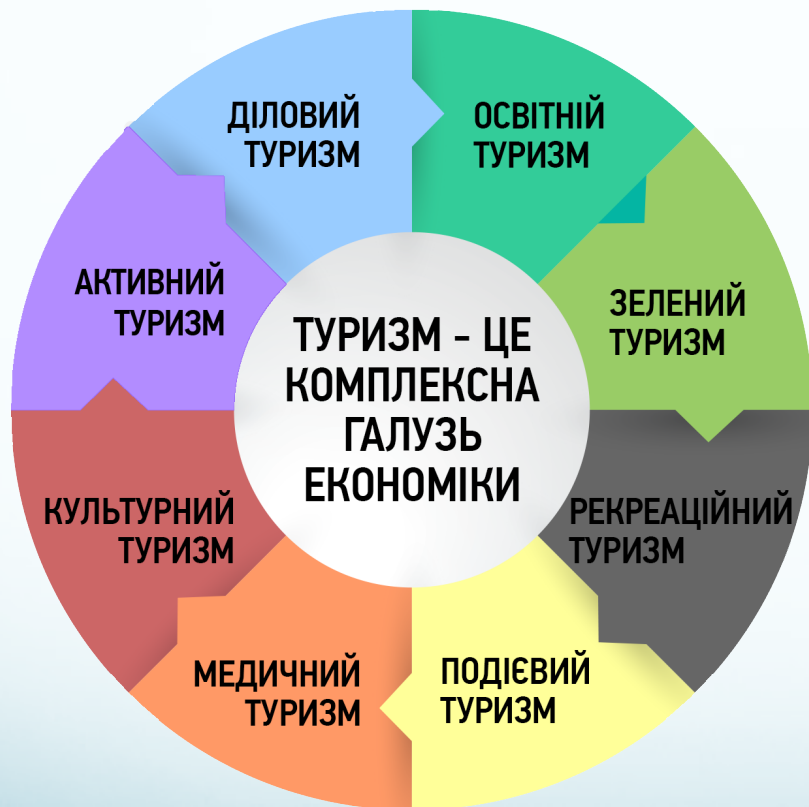 ДІЛОВИЙ
ТУРИЗМ
ОСВІТНІЙ
ТУРИЗМ
ЗЕЛЕНИЙ
ТУРИЗМ
РЕКРЕАЦІЙНИЙ
ТУРИЗМ
ПОДІЄВИЙ
ТУРИЗМ
МЕДИЧНИЙ
ТУРИЗМ
КУЛЬТУРНИЙ
ТУРИЗМ
АКТИВНИЙ
ТУРИЗМ
ТУРИЗМ - ЦЕ
КОМПЛЕКСНА
ГАЛУЗЬ
ЕКОНОМІКИ